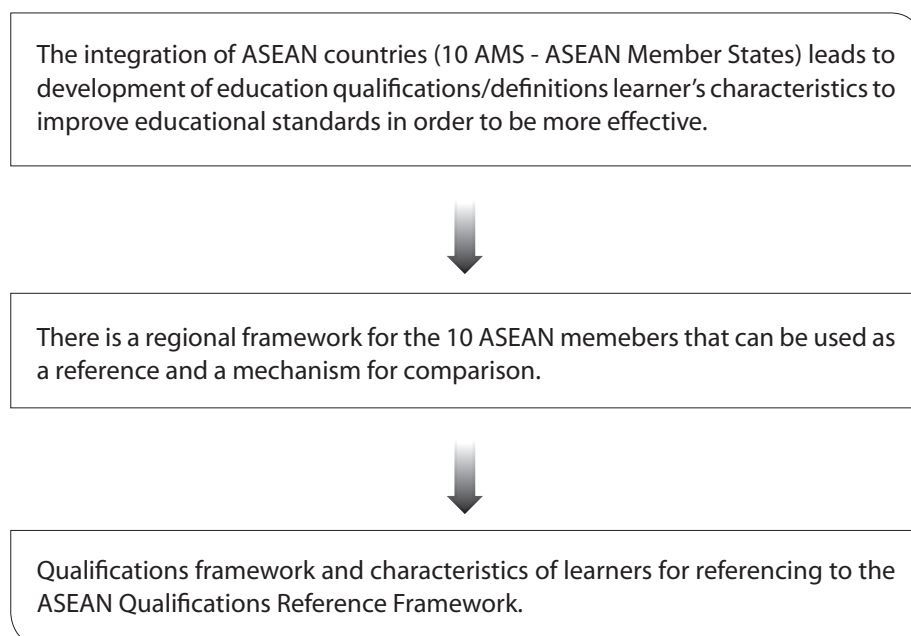 The integration of ASEAN countries (10 AMS - ASEAN Member States) leads to
development of education qualifications/definitions learner’s characteristics to
improve educational standards in order to be more effective.
There is a regional framework for the 10 ASEAN memebers that can be used as
a reference and a mechanism for comparison.
Qualifications framework and characteristics of learners for referencing to the
ASEAN Qualifications Reference Framework.